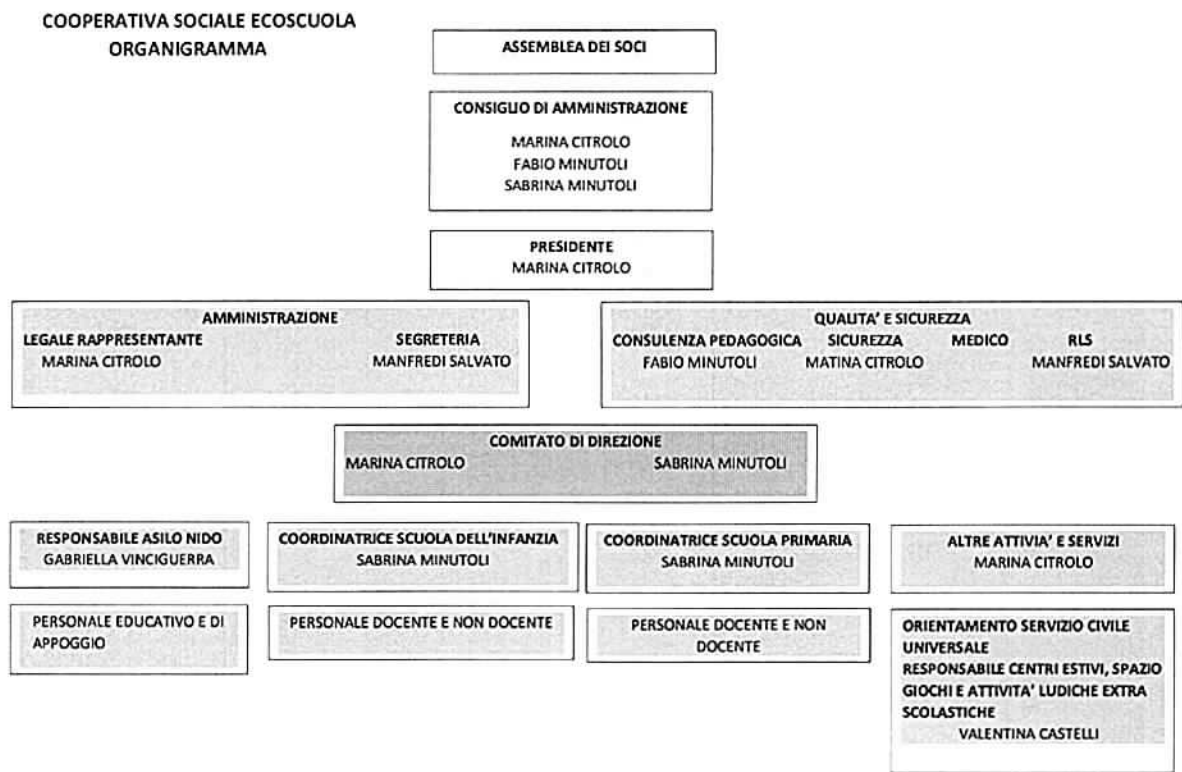 COOPERATIVA SOCIALE ECOSCUOLA
ORGANIGRAMMA
ASSEMBLEA DEI SOCI
CONSIGLIO DI AMMINISTRAZIONE
MARINA CITROLO
FABIO MINUTOLI
SABRINA MINUTOLI
PRESIDENTE
MARINA CITROLO
AMMINISTRAZIONE
LEGALE RAPPRESENTANTE SEGRETERIA
MARINA CITROLO MANFREDI SALVATO
QUALITA' E SICUREZZA
CONSULENZA PEDAGOGICA SICUREZZA MEDICO RLS
FABIO MINUTOLI MATINA CITROLO MANFREDI SALVATO
COMITATO DI DIREZIONE
MARINA CITROLO SABRINA MINUTOLI
RESPONSABILE ASILO NIDO
GABRIELLA VINCIGUERRA
COORDINATRICE SCUOLA DELL'INFANZIA
SABRINA MINUTOLI
COORDINATRICE SCUOLA PRIMARIA
SABRINA MINUTOLI
ALTRE ATTIVIA' E SERVIZI
MARINA CITROLO
PERSONALE EDUCATIVO E DI
APPOGGIO
PERSONALE DOCENTE E NON DOCENTE
PERSONALE DOCENTE E NON
DOCENTE
ORIENTAMENTO SERVIZIO CIVILE
UNIVERSALE
RESPONSABILE CENTRI ESTIVI, SPAZIO
GIOCHI E ATTIVITA' LUDICHE EXTRA
SCOLASTICHE
VALENTINA CASTELLI